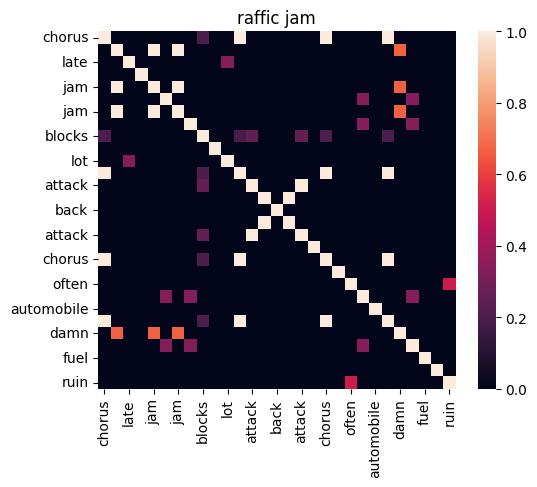 raffic jam
chorus
late
jam
jam
blocks
lot
attack
back
attack
chorus
often
automobile
damn
fuel
ruin
1.0
0.8
0.6
0.4
0.2
0.0
chorus
late
jam
jam
blocks
lot
attack
back
attack
chorus
often
automobile
damn
fuel
ruin